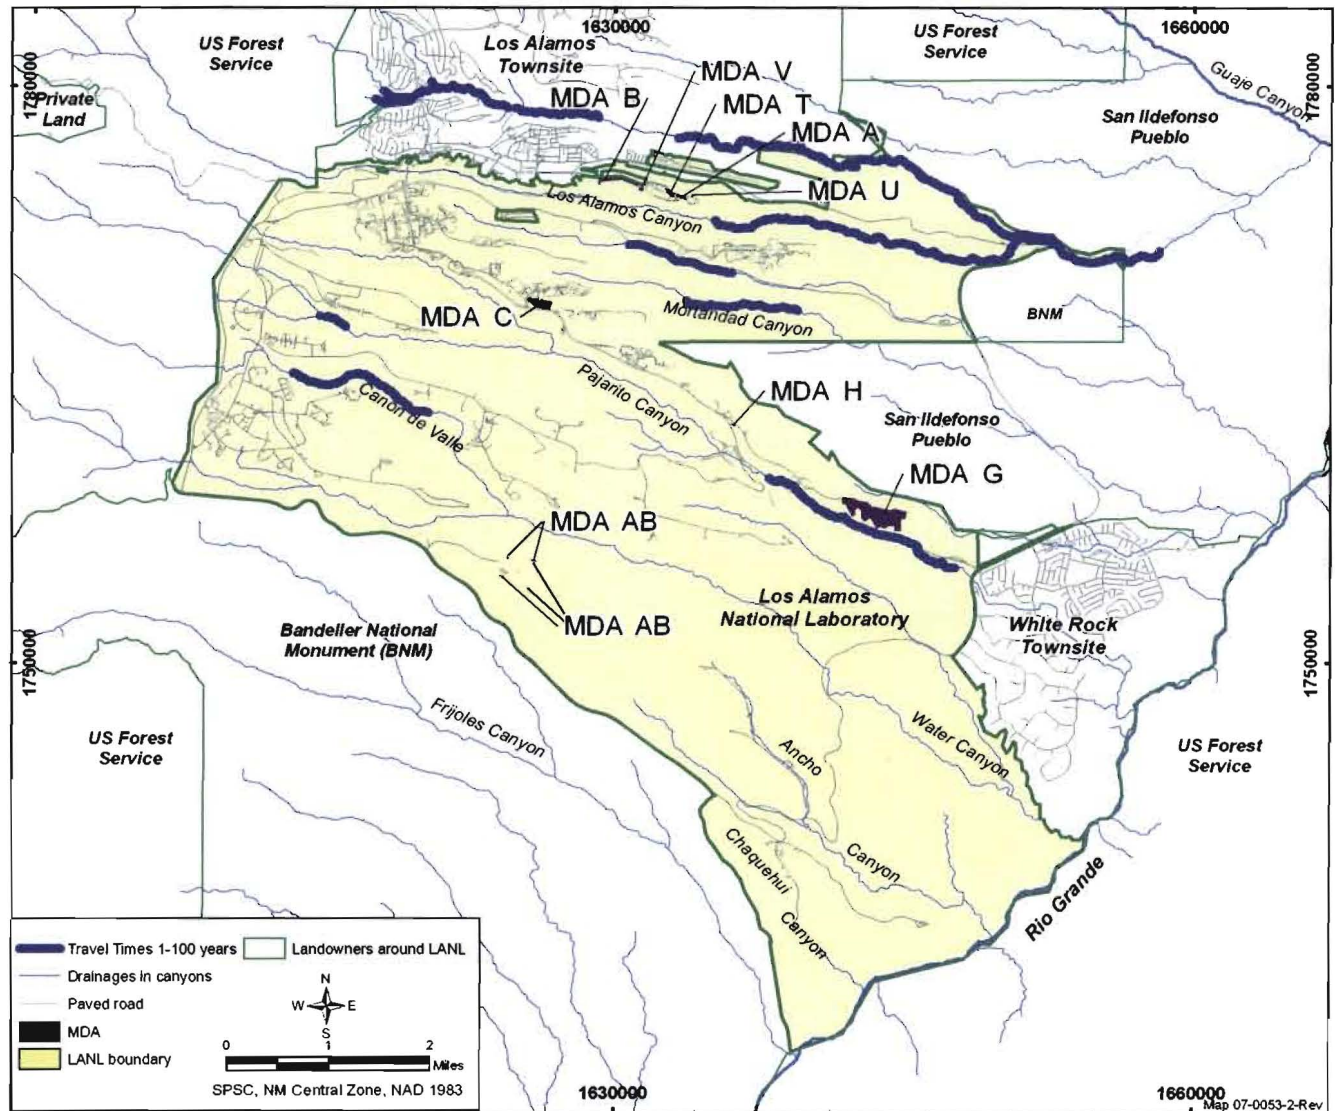 1630000
1660000
US Forest
Service
Los Alamos
Townsite
US Forest
Service
Guaje Canyon
1780000
1780000
Private
Land
MDA V
MDA B
MDA T
MDA A
San Ildefonso
Pueblo
MDA U
Los Alamos Canyon
MDA C
Mortandad Canyon
BNM
Pajarito Canyon
MDA H
Canon de Valle
San Ildefonso
Pueblo
MDA G
MDA AB
MDA AB
Los Alamos
National Laboratory
White Rock
Townsite
Bandelier National
Monument (BNM)
1750000
1750000
Frijoles Canyon
Water Canyon
US Forest
Service
US Forest
Service
Ancho
Canyon
Chaquehui
Canyon
Rio Grande
Travel Times 1-100 years
Landowners around LANL
Drainages in canyons
Paved road
MDA
LANL boundary
N
W
E
S
0
1
2
Miles
SPSC, NM Central Zone, NAD 1983
1630000
1660000
Map 07-0053-2-Rev